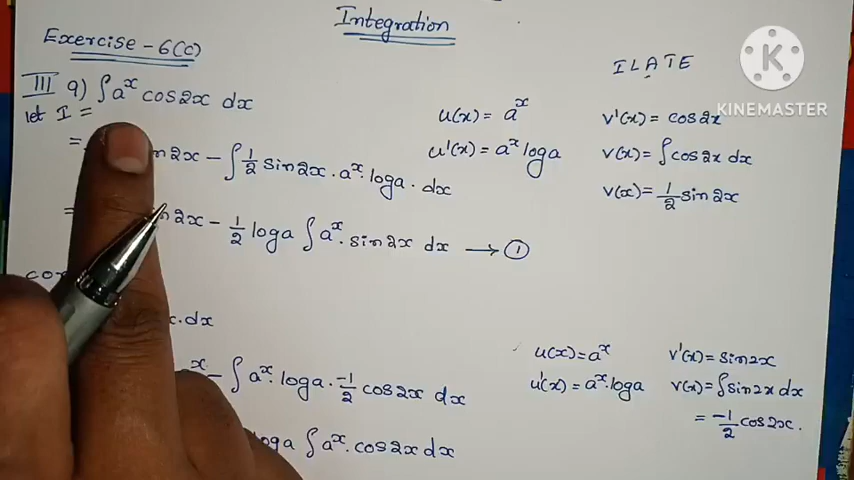 Integration
Exercise - 6(c)
ILATE
KINEMASTER
III 9) ∫a^x cos2x dx
let I =
u(x) = a^x
v'(x) = cos2x
u'(x) = a^x loga
v(x) = ∫cos2x dx
v(x) = 1/2 sin2x
= n2x - ∫1/2 sin2x . a^x . loga . dx
= n2x - 1/2 loga ∫a^x . sin2x dx → ①
x.dx
u(x) = a^x
v'(x) = sin2x
u'(x) = a^x . loga
v(x) = ∫sin2x dx
= -1/2 cos2x .
x - ∫a^x . loga . -1/2 cos2x dx
loga ∫a^x . cos2x dx